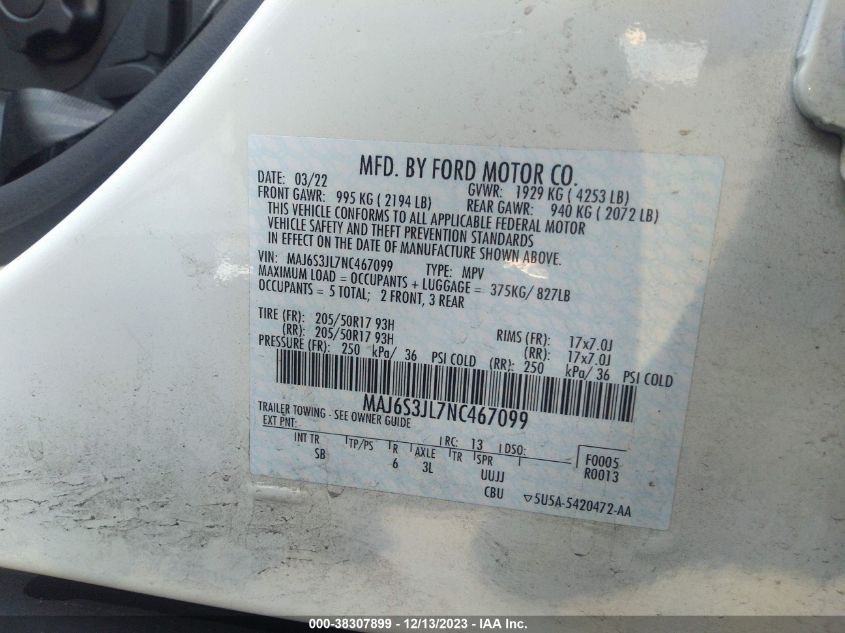 MFD. BY FORD MOTOR CO.
DATE: 03/22 GVWR: 1929 KG ( 4253 LB)
FRONT GAWR: 995 KG ( 2194 LB) REAR GAWR: 940 KG ( 2072 LB)
THIS VEHICLE CONFORMS TO ALL APPLICABLE FEDERAL MOTOR
VEHICLE SAFETY AND THEFT PREVENTION STANDARDS
IN EFFECT ON THE DATE OF MANUFACTURE SHOWN ABOVE.
VIN: MAJ6S3JL7NC467099 TYPE: MPV
MAXIMUM LOAD = OCCUPANTS + LUGGAGE = 375KG/ 827LB
OCCUPANTS = 5 TOTAL; 2 FRONT, 3 REAR
TIRE (FR): 205/50R17 93H RIMS (FR): 17x7.0J
(RR): 205/50R17 93H (RR): 17x7.0J
PRESSURE (FR): 250 kPa/ 36 PSI COLD (RR): 250 kPa/ 36 PSI COLD
MAJ6S3JL7NC467099
TRAILER TOWING - SEE OWNER GUIDE
EXT PNT: RC: 13 DSO: F0005
INT TR TP/PS R AXLE TR SPR R0013
SB 6 3L UUJJ
CBU ▽5U5A-5420472-AA
000-38307899 - 12/13/2023 - IAA Inc.